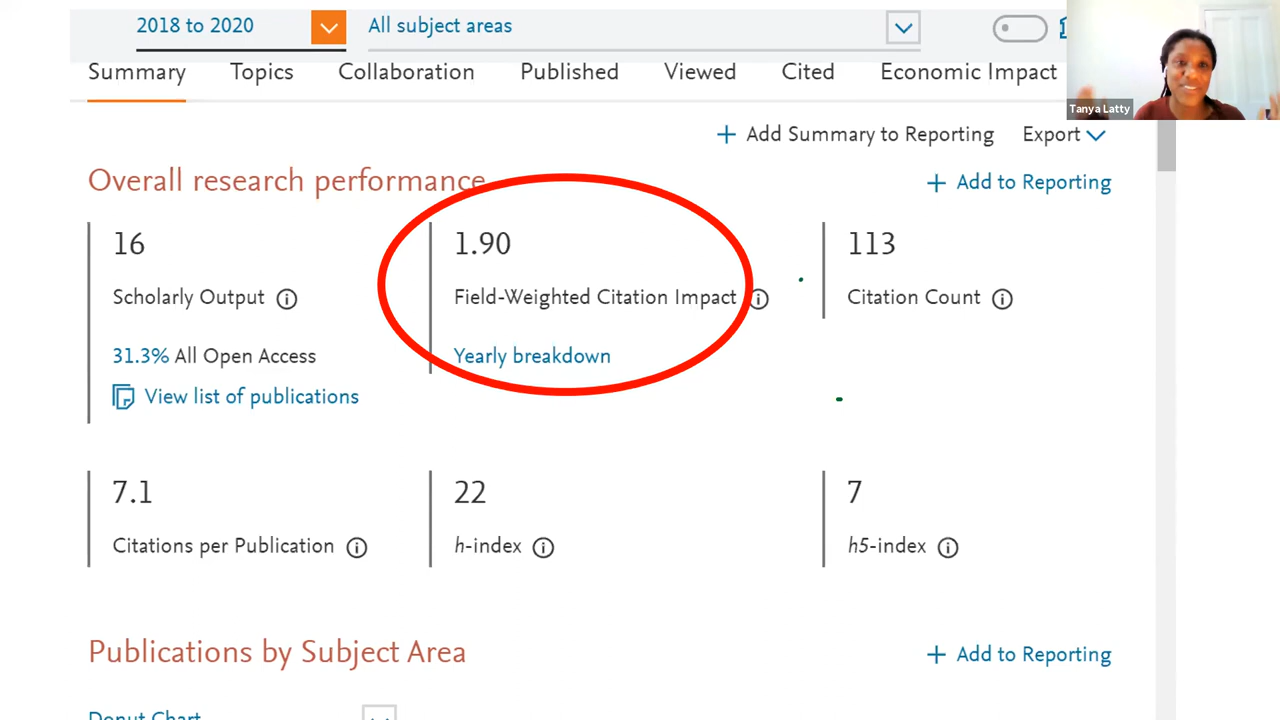 2018 to 2020
All subject areas
Summary Topics Collaboration Published Viewed Cited Economic Impact
Tanya Latty
+ Add Summary to Reporting Export
Overall research performance
+ Add to Reporting
16
Scholarly Output
31.3% All Open Access
View list of publications
1.90
Field-Weighted Citation Impact
Yearly breakdown
113
Citation Count
7.1
Citations per Publication
22
h-index
7
h5-index
Publications by Subject Area
+ Add to Reporting
Donut Chart